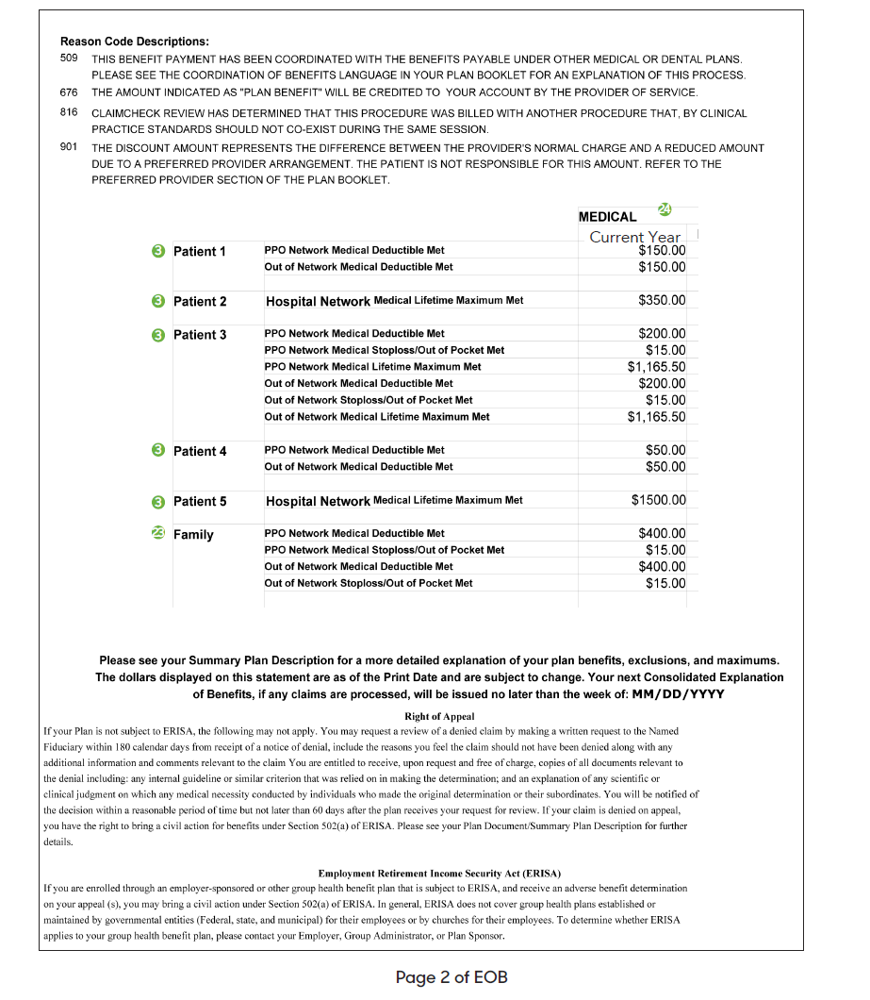 Reason Code Descriptions:
509 THIS BENEFIT PAYMENT HAS BEEN COORDINATED WITH THE BENEFITS PAYABLE UNDER OTHER MEDICAL OR DENTAL PLANS.
PLEASE SEE THE COORDINATION OF BENEFITS LANGUAGE IN YOUR PLAN BOOKLET FOR AN EXPLANATION OF THIS PROCESS.
676 THE AMOUNT INDICATED AS "PLAN BENEFIT" WILL BE CREDITED TO YOUR ACCOUNT BY THE PROVIDER OF SERVICE.
816 CLAIMCHECK REVIEW HAS DETERMINED THAT THIS PROCEDURE WAS BILLED WITH ANOTHER PROCEDURE THAT, BY CLINICAL
PRACTICE STANDARDS SHOULD NOT CO-EXIST DURING THE SAME SESSION.
901 THE DISCOUNT AMOUNT REPRESENTS THE DIFFERENCE BETWEEN THE PROVIDER'S NORMAL CHARGE AND A REDUCED AMOUNT
DUE TO A PREFERRED PROVIDER ARRANGEMENT. THE PATIENT IS NOT RESPONSIBLE FOR THIS AMOUNT. REFER TO THE
PREFERRED PROVIDER SECTION OF THE PLAN BOOKLET.
MEDICAL 24
Current Year
3 Patient 1 PPO Network Medical Deductible Met $150.00
Out of Network Medical Deductible Met $150.00
3 Patient 2 Hospital Network Medical Lifetime Maximum Met $350.00
3 Patient 3 PPO Network Medical Deductible Met $200.00
PPO Network Medical Stoploss/Out of Pocket Met $15.00
PPO Network Medical Lifetime Maximum Met $1,165.50
Out of Network Medical Deductible Met $200.00
Out of Network Stoploss/Out of Pocket Met $15.00
Out of Network Medical Lifetime Maximum Met $1,165.50
3 Patient 4 PPO Network Medical Deductible Met $50.00
Out of Network Medical Deductible Met $50.00
3 Patient 5 Hospital Network Medical Lifetime Maximum Met $1500.00
23 Family PPO Network Medical Deductible Met $400.00
PPO Network Medical Stoploss/Out of Pocket Met $15.00
Out of Network Medical Deductible Met $400.00
Out of Network Stoploss/Out of Pocket Met $15.00
Please see your Summary Plan Description for a more detailed explanation of your plan benefits, exclusions, and maximums.
The dollars displayed on this statement are as of the Print Date and are subject to change. Your next Consolidated Explanation
of Benefits, if any claims are processed, will be issued no later than the week of: MM/DD/YYYY
Right of Appeal
If your Plan is not subject to ERISA, the following may not apply. You may request a review of a denied claim by making a written request to the Named
Fiduciary within 180 calendar days from receipt of a notice of denial, include the reasons you feel the claim should not have been denied along with any
additional information and comments relevant to the claim You are entitled to receive, upon request and free of charge, copies of all documents relevant to
the denial including: any internal guideline or similar criterion that was relied on in making the determination; and an explanation of any scientific or
clinical judgment on which any medical necessity conducted by individuals who made the original determination or their subordinates. You will be notified of
the decision within a reasonable period of time but not later than 60 days after the plan receives your request for review. If your claim is denied on appeal,
you have the right to bring a civil action for benefits under Section 502(a) of ERISA. Please see your Plan Document/Summary Plan Description for further
details.
Employment Retirement Income Security Act (ERISA)
If you are enrolled through an employer-sponsored or other group health benefit plan that is subject to ERISA, and receive an adverse benefit determination
on your appeal (s), you may bring a civil action under Section 502(a) of ERISA. In general, ERISA does not cover group health plans established or
maintained by governmental entities (Federal, state, and municipal) for their employees or by churches for their employees. To determine whether ERISA
applies to your group health benefit plan, please contact your Employer, Group Administrator, or Plan Sponsor.
Page 2 of EOB